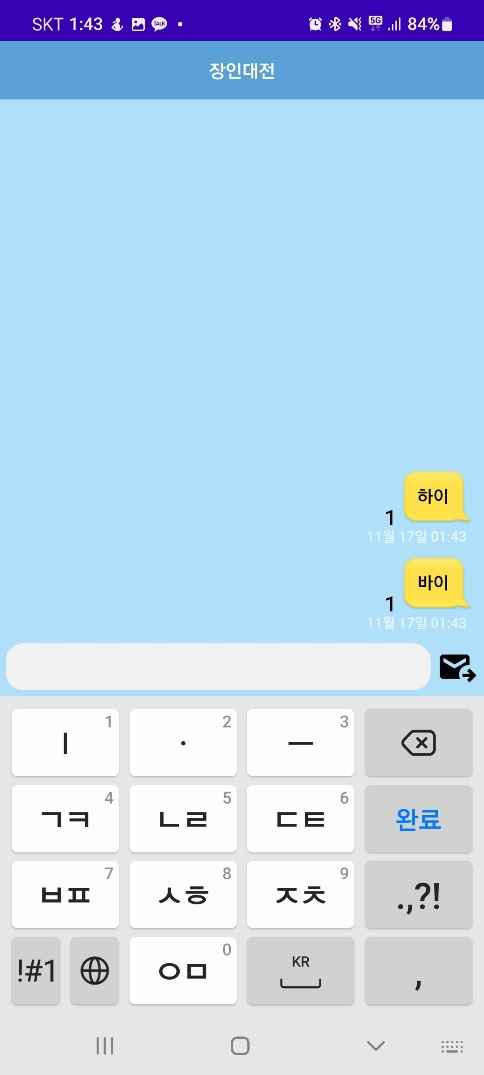 SKT 1:43 TALK 5G 84%
장인대전
하이
1
11월 17일 01:43
바이
1
11월 17일 01:43
ㅣ 1
· 2
ㅡ 3
ㄱㅋ 4
ㄴㄹ 5
ㄷㅌ 6
완료
ㅂㅍ 7
ㅅㅎ 8
ㅈㅊ 9
.,?!
!#1
ㅇㅁ 0
KR
,